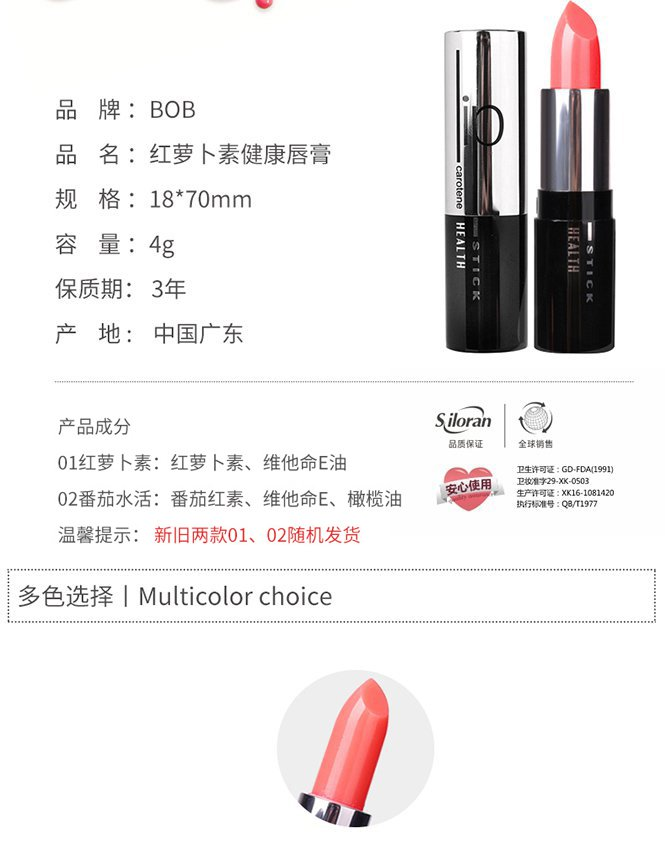 品 牌：BOB
品 名：红萝卜素健康唇膏
规 格：18*70mm
容 量：4g
保质期： 3年
产 地： 中国广东
lip
carotene
HEALTH
STICK
HEALTH
STICK
产品成分
01红萝卜素：红萝卜素、维他命E油
02番茄水活：番茄红素、维他命E、橄榄油
温馨提示： 新旧两款01、02随机发货
Siloran
品质保证
全球销售
安心使用
卫生许可证：GD-FDA(1991)
卫妆准字29-XK-0503
生产许可证：XK16-1081420
执行标准号：QB/T1977
多色选择丨Multicolor choice